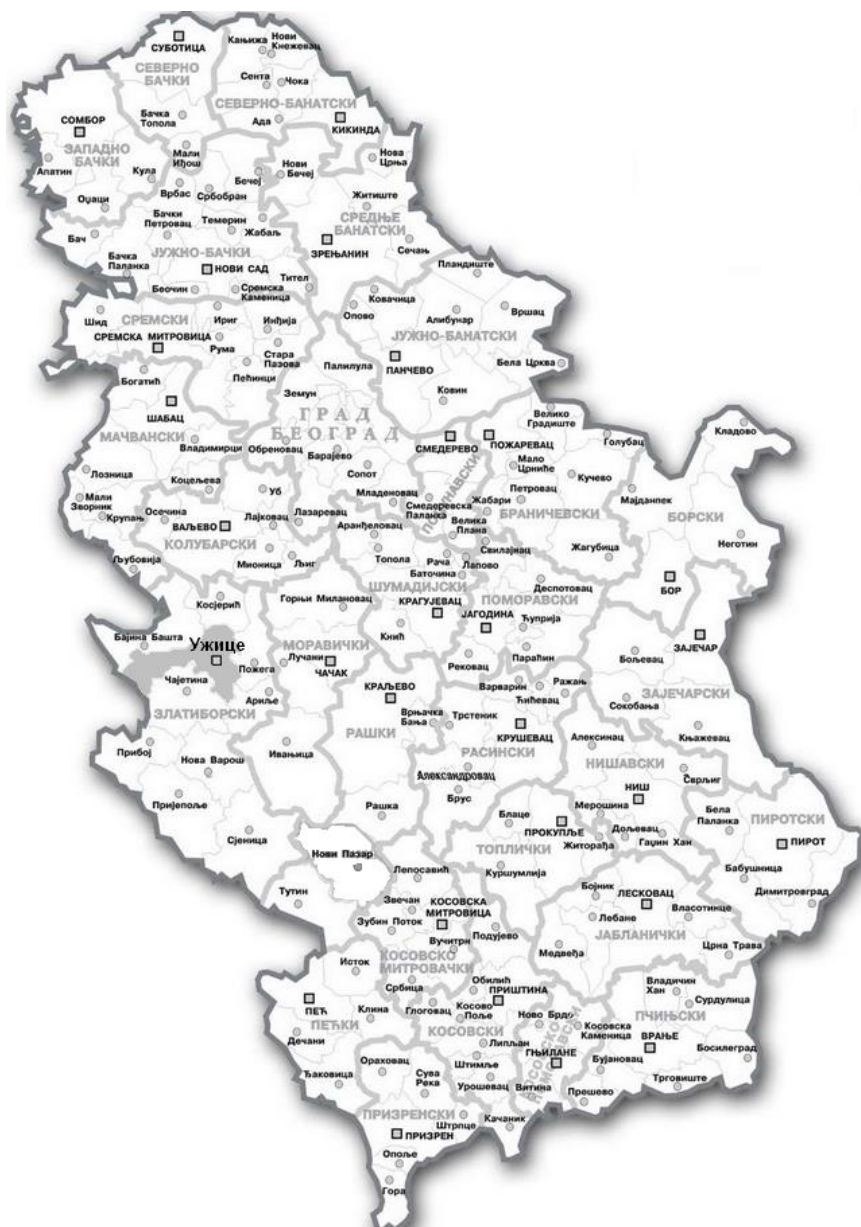 Кањижа
Нови
Кнежевац
СУБОТИЦА
СЕВЕРНО
БАЧКИ
Сента
Чока
СЕВЕРНО-БАНАТСКИ
Бачка
Топола
Ада
КИКИНДА
СОМБОР
ЗАПАДНО
БАЧКИ
Апатин
Мали
Иђош
Кула
Оџаци
Врбас
Србобран
Бечеј
Нови
Бечеј
Нова
Црња
Житиште
СРЕДЊЕ
БАНАТСКИ
Бачки
Петровац
Темерин
Жабаљ
Бач
ЈУЖНО-БАЧКИ
ЗРЕЊАНИН
Сечањ
Бачка
Паланка
НОВИ САД
Беочин
Сремска
Каменица
Тител
Пландиште
Ковачица
Опово
Алибунар
Вршац
ЈУЖНО-БАНАТСКИ
Шид
СРЕМСКИ
Ириг
Инђија
СРЕМСКА МИТРОВИЦА
Рума
Стара
Пазова
Пећинци
Палилула
ПАНЧЕВО
Бела Црква
Ковин
Богатић
Земун
ШАБАЦ
МАЧВАНСКИ
ГРАД
БЕОГРАД
Владимирци
Обреновац
Барајево
Сопот
СМЕДЕРЕВО
ПОЖАРЕВАЦ
Велико
Градиште
Голубац
Кладово
Мало
Црниће
Кучево
Лозница
Мали
Зворник
Крупањ
Коцељева
Осечина
Уб
Младеновац
Смедеревска
Паланка
ПОДУНАВСКИ
Жабари
Петровац
БРАНИЧЕВСКИ
Мајданпек
БОРСКИ
Неготин
ВАЉЕВО
КОЛУБАРСКИ
Лајковац
Лазаревац
Аранђеловац
Велика
Плана
Свилајнац
Жагубица
Љубовија
Мионица
Љиг
Топола
Рача
Баточина
Лапово
ШУМАДИЈСКИ
Деспотовац
БОР
Косјерић
Горњи Милановац
КРАГУЈЕВАЦ
ПОМОРАВСКИ
ЈАГОДИНА
Ћуприја
Бајина Башта
Ужице
МОРАВИЧКИ
Кнић
Пожега
Лучани
ЧАЧАК
Рековац
Параћин
Бољевац
ЗАЈЕЧАР
Чајетина
ЗЛАТИБОРСКИ
Ариље
КРАЉЕВО
Варварин
Ражањ
Ћићевац
Сокобања
ЗАЈЕЧАРСКИ
Књажевац
Врњачка
Бања
Трстеник
КРУШЕВАЦ
РАШКИ
РАСИНСКИ
Алексинац
НИШАВСКИ
Сврљиг
Прибој
Нова Варош
Ивањица
Александровац
Брус
Пријепоље
Рашка
НИШ
Мерошина
Бела
Паланка
ПИРОТСКИ
Блаце
ПРОКУПЉЕ
ТОПЛИЧКИ
Житорађа
Дољевац
Гаџин Хан
ПИРОТ
Сјеница
Нови Пазар
Куршумлија
Бабушница
Димитровград
Тутин
Лепосавић
Звечан
Зубин Поток
КОСОВСКА
МИТРОВИЦА
Вучитрн
Подујево
Бојник
ЛЕСКОВАЦ
Лебане
Власотинце
ЈАБЛАНИЧКИ
Медвеђа
Црна Трава
Исток
КОСОВСКО
МИТРОВАЧКИ
Србица
Обилић
ПРИШТИНА
ПЕЋ
ПЕЋКИ
Клина
Глоговац
Косово
Поље
КОСОВСКИ
Ново Брдо
Косовска
Каменица
Владичин
Хан
Сурдулица
ПЧИЊСКИ
ВРАЊЕ
Босилеград
Дечани
Липљан
ГЊИЛАНЕ
Бујановац
Ђаковица
Ораховац
Сува
Река
Штимље
Урошевац
Витина
Прешево
Трговиште
ПРИЗРЕНСКИ
Штрпце
Качаник
ПРИЗРЕН
Опоље
Гора